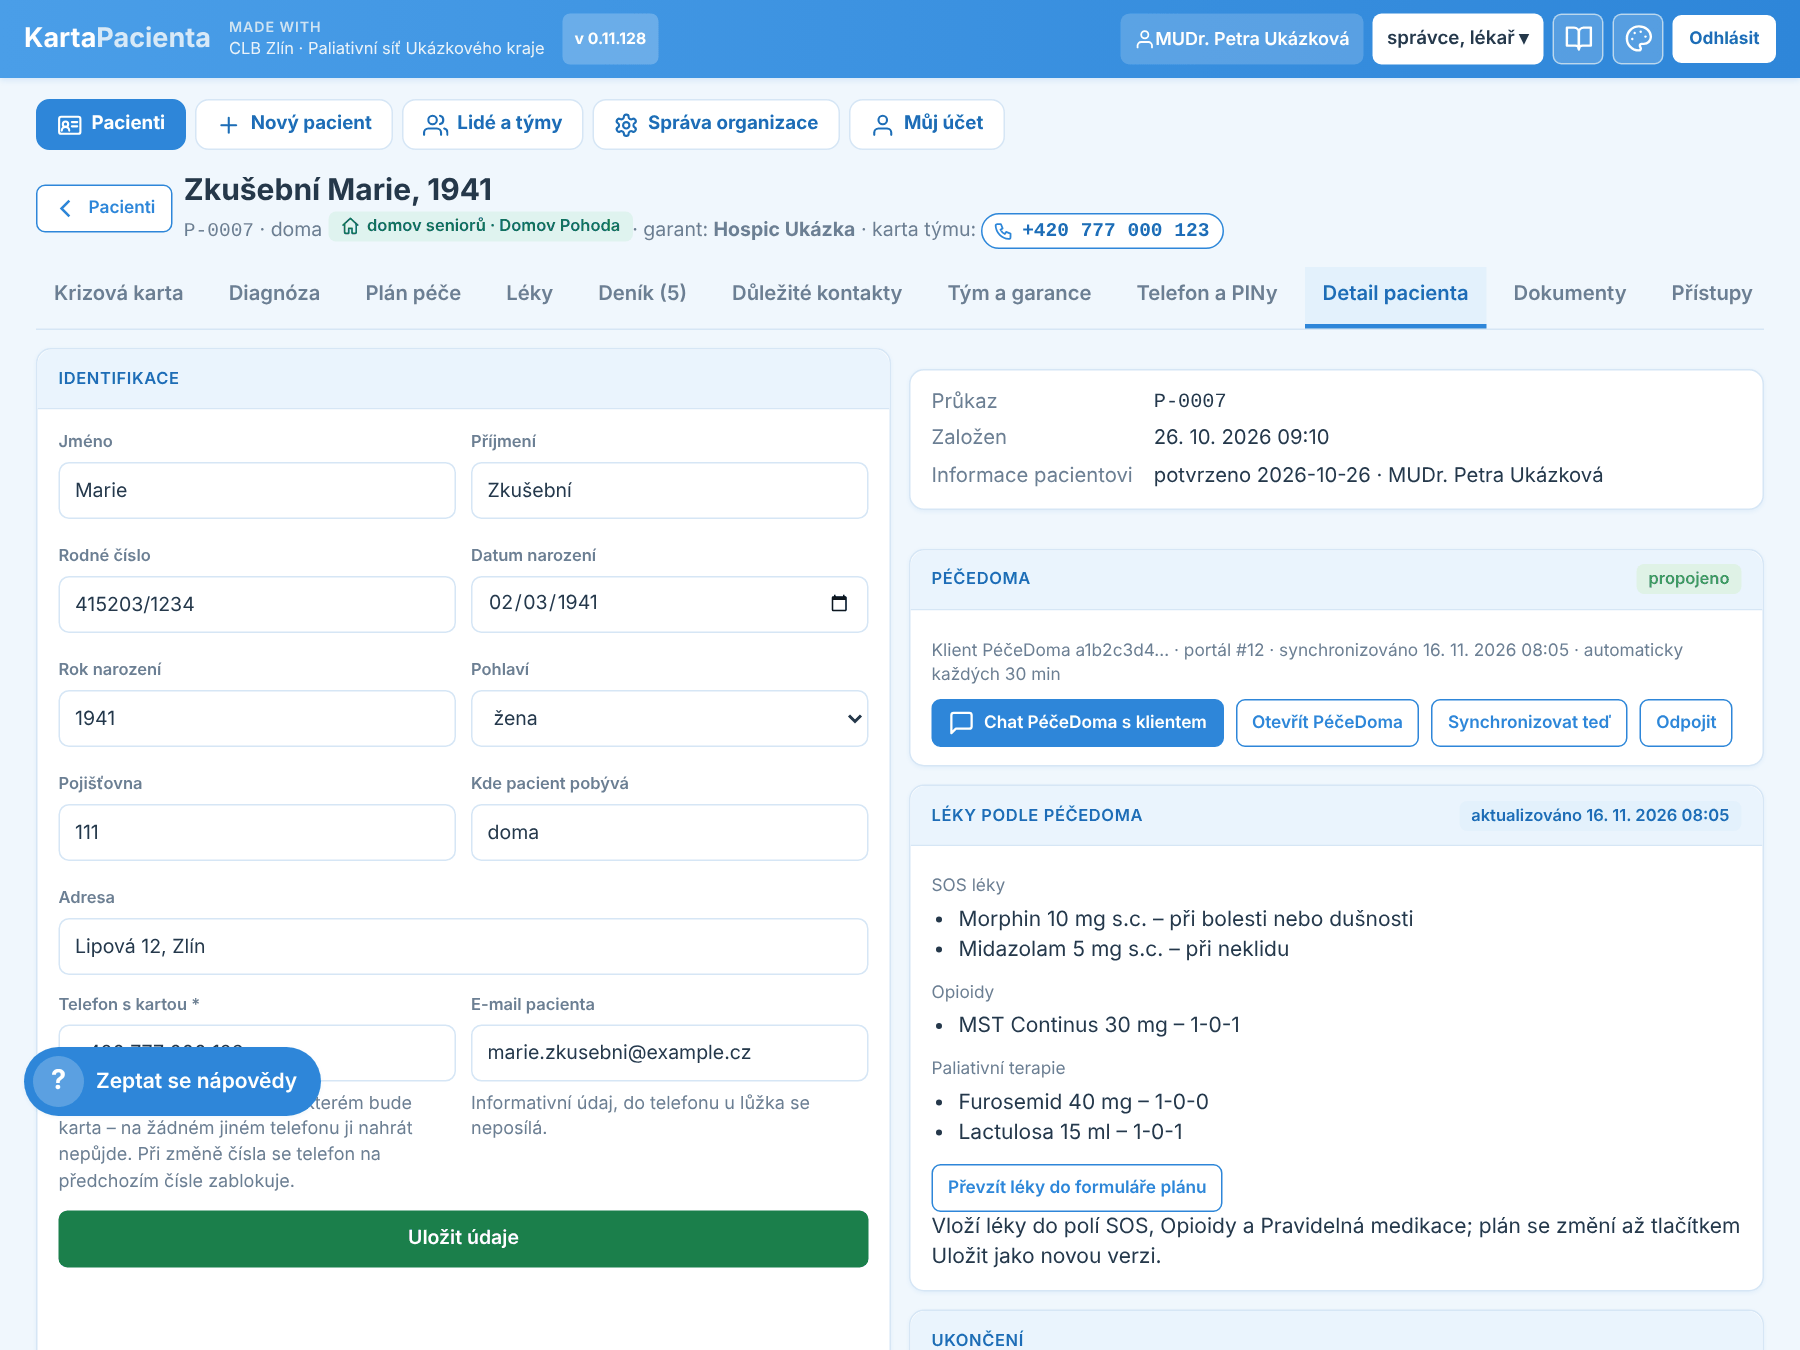 KartaPacienta
MADE WITH
CLB Zlín · Paliativní síť Ukázkového kraje
v 0.11.128
MUDr. Petra Ukázková
správce, lékař ▾
Odhlásit
Pacienti
Nový pacient
Lidé a týmy
Správa organizace
Můj účet
Pacienti
Zkušební Marie, 1941
P-0007 · doma domov seniorů · Domov Pohoda · garant: Hospic Ukázka · karta týmu: +420 777 000 123
Krizová karta
Diagnóza
Plán péče
Léky
Deník (5)
Důležité kontakty
Tým a garance
Telefon a PINy
Detail pacienta
Dokumenty
Přístupy
IDENTIFIKACE
Jméno
Příjmení
Marie
Zkušební
Rodné číslo
Datum narození
415203/1234
02/03/1941
Rok narození
Pohlaví
1941
žena
Pojišťovna
Kde pacient pobývá
111
doma
Adresa
Lipová 12, Zlín
Telefon s kartou *
E-mail pacienta
marie.zkusebni@example.cz
? Zeptat se nápovědy
kterém bude
karta – na žádném jiném telefonu ji nahrát
nepůjde. Při změně čísla se telefon na
předchozím čísle zablokuje.
Informativní údaj, do telefonu u lůžka se
neposílá.
Uložit údaje
Průkaz P-0007
Založen 26. 10. 2026 09:10
Informace pacientovi potvrzeno 2026-10-26 · MUDr. Petra Ukázková
PÉČEDOMA
propojeno
Klient PéčeDoma a1b2c3d4… · portál #12 · synchronizováno 16. 11. 2026 08:05 · automaticky
každých 30 min
Chat PéčeDoma s klientem
Otevřít PéčeDoma
Synchronizovat teď
Odpojit
LÉKY PODLE PÉČEDOMA
aktualizováno 16. 11. 2026 08:05
SOS léky
• Morphin 10 mg s.c. – při bolesti nebo dušnosti
• Midazolam 5 mg s.c. – při neklidu
Opioidy
• MST Continus 30 mg – 1-0-1
Paliativní terapie
• Furosemid 40 mg – 1-0-0
• Lactulosa 15 ml – 1-0-1
Převzít léky do formuláře plánu
Vloží léky do polí SOS, Opioidy a Pravidelná medikace; plán se změní až tlačítkem
Uložit jako novou verzi.
UKONČENÍ